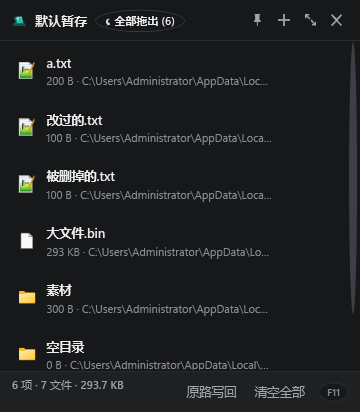 默认暂存 全部拖出 (6)
a.txt
200 B · C:\Users\Administrator\AppData\Loc...
改过的.txt
100 B · C:\Users\Administrator\AppData\Loca...
被删掉的.txt
100 B · C:\Users\Administrator\AppData\Loca...
大文件.bin
293 KB · C:\Users\Administrator\AppData\Lo...
素材
300 B · C:\Users\Administrator\AppData\Loc...
空目录
0 B · C:\Users\Administrator\AppData\Local\...
6 项 · 7 文件 · 293.7 KB 原路写回 清空全部 F11